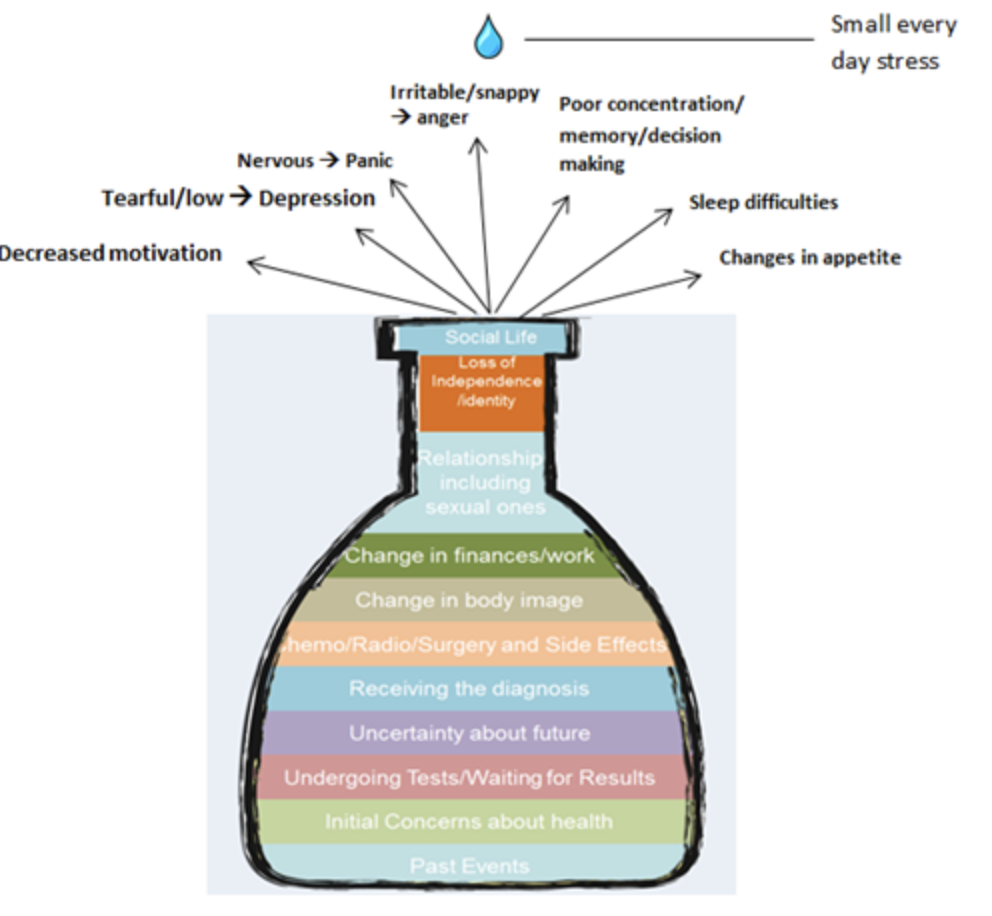 Small every
day stress
Irritable/snappy
→ anger
Poor concentration/
memory/decision
making
Nervous → Panic
Tearful/low → Depression
Sleep difficulties
Decreased motivation
Changes in appetite
Social Life
Loss of
Independence
/identity
Relationship
including
sexual ones
Change in finances/work
Change in body image
hemo/Radio/Surgery and Side Effects
Receiving the diagnosis
Uncertainty about future
Undergoing Tests/Waiting for Results
Initial Concerns about health
Past Events